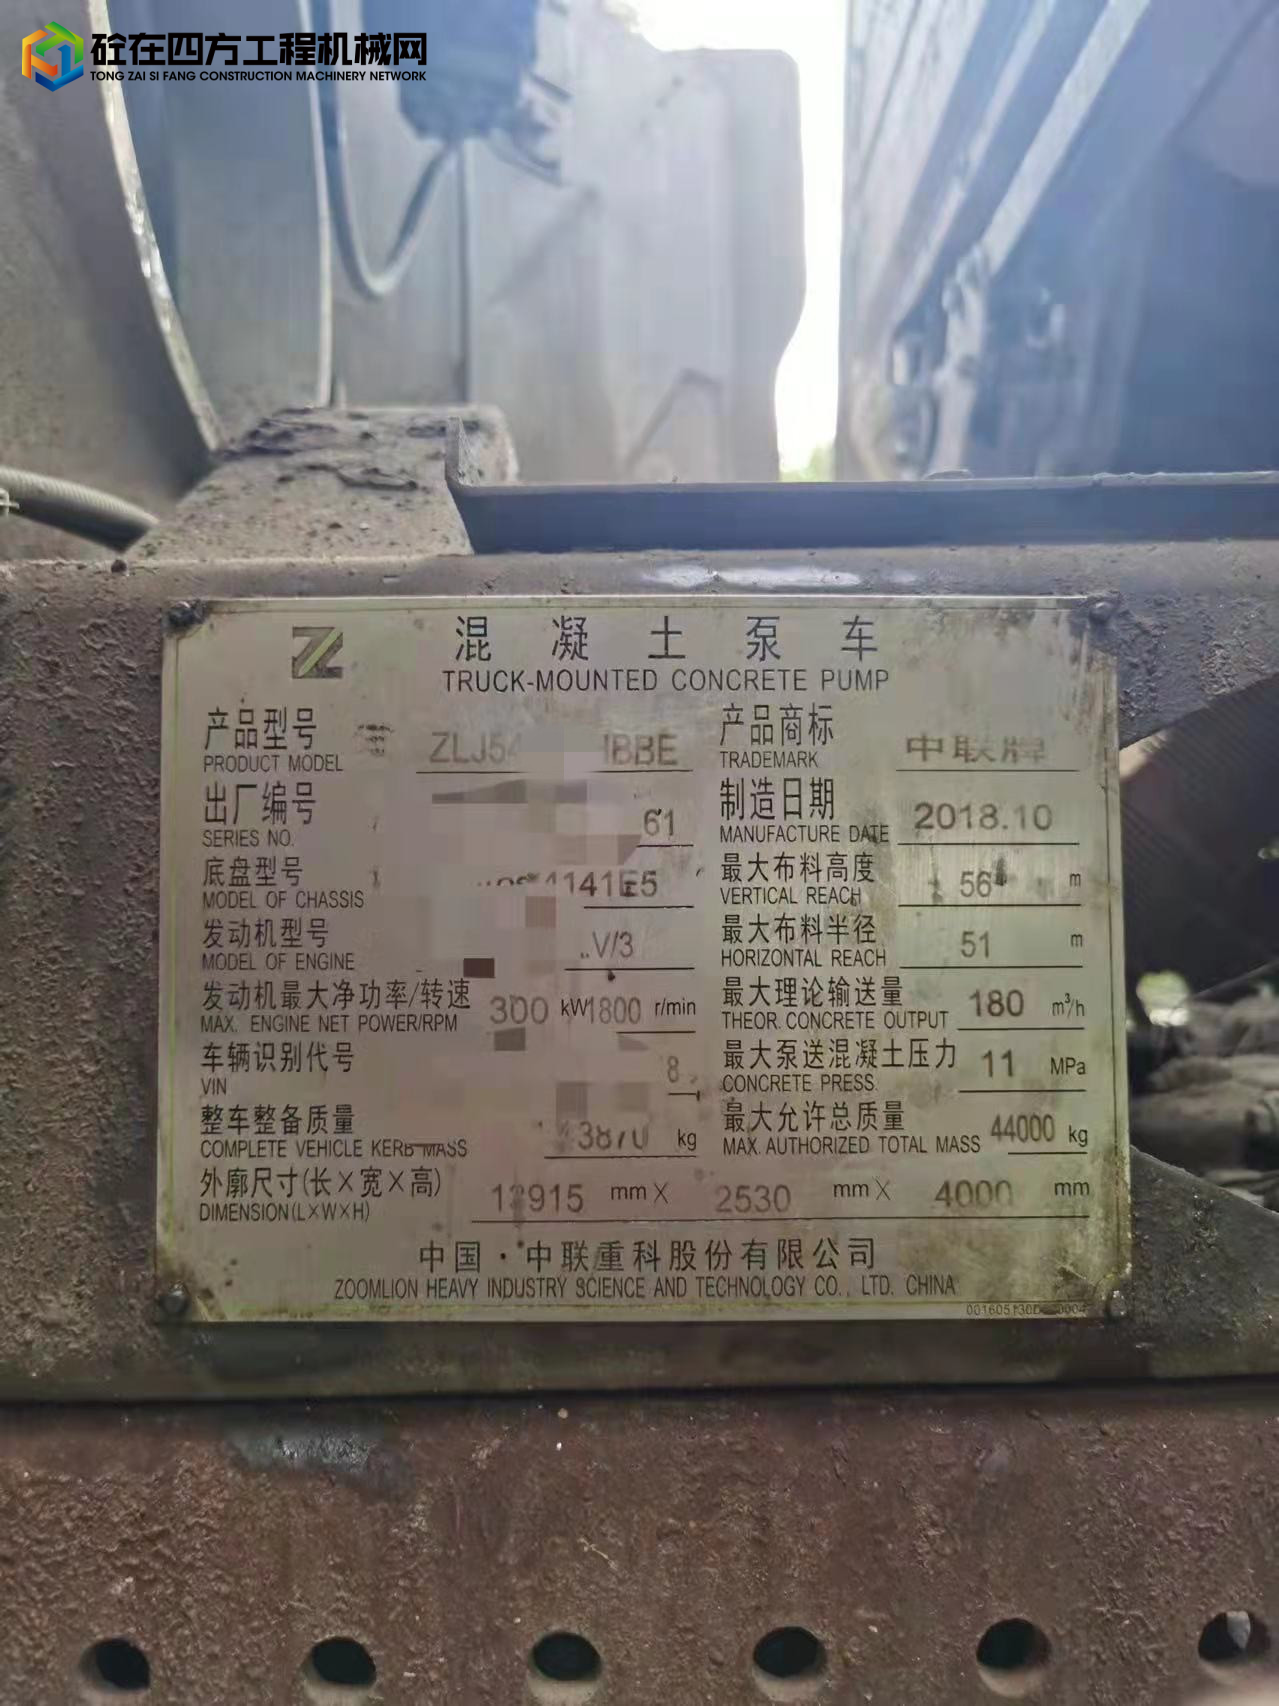 砼在四方工程机械网
TONG ZAI SI FANG CONSTRUCTION MACHINERY NETWORK
混凝土泵车
TRUCK-MOUNTED CONCRETE PUMP
产品型号 ZLJ54 HBBE 产品商标 中联牌
PRODUCT MODEL TRADEMARK
出厂编号 61 制造日期 2018.10
SERIES NO. MANUFACTURE DATE
底盘型号 4141E5 最大布料高度 56 m
MODEL OF CHASSIS VERTICAL REACH
发动机型号 V/3 最大布料半径 51 m
MODEL OF ENGINE HORIZONTAL REACH
发动机最大净功率/转速 300 kW 1800 r/min 最大理论输送量 180 m³/h
MAX. ENGINE NET POWER/RPM THEOR. CONCRETE OUTPUT
车辆识别代号 8 最大泵送混凝土压力 11 MPa
VIN CONCRETE PRESS.
整车整备质量 3870 kg 最大允许总质量 44000 kg
COMPLETE VEHICLE KERB MASS MAX. AUTHORIZED TOTAL MASS
外廓尺寸(长×宽×高) 13915 mm × 2530 mm × 4000 mm
DIMENSION(L×W×H)
中国·中联重科股份有限公司
ZOOMLION HEAVY INDUSTRY SCIENCE AND TECHNOLOGY CO., LTD. CHINA